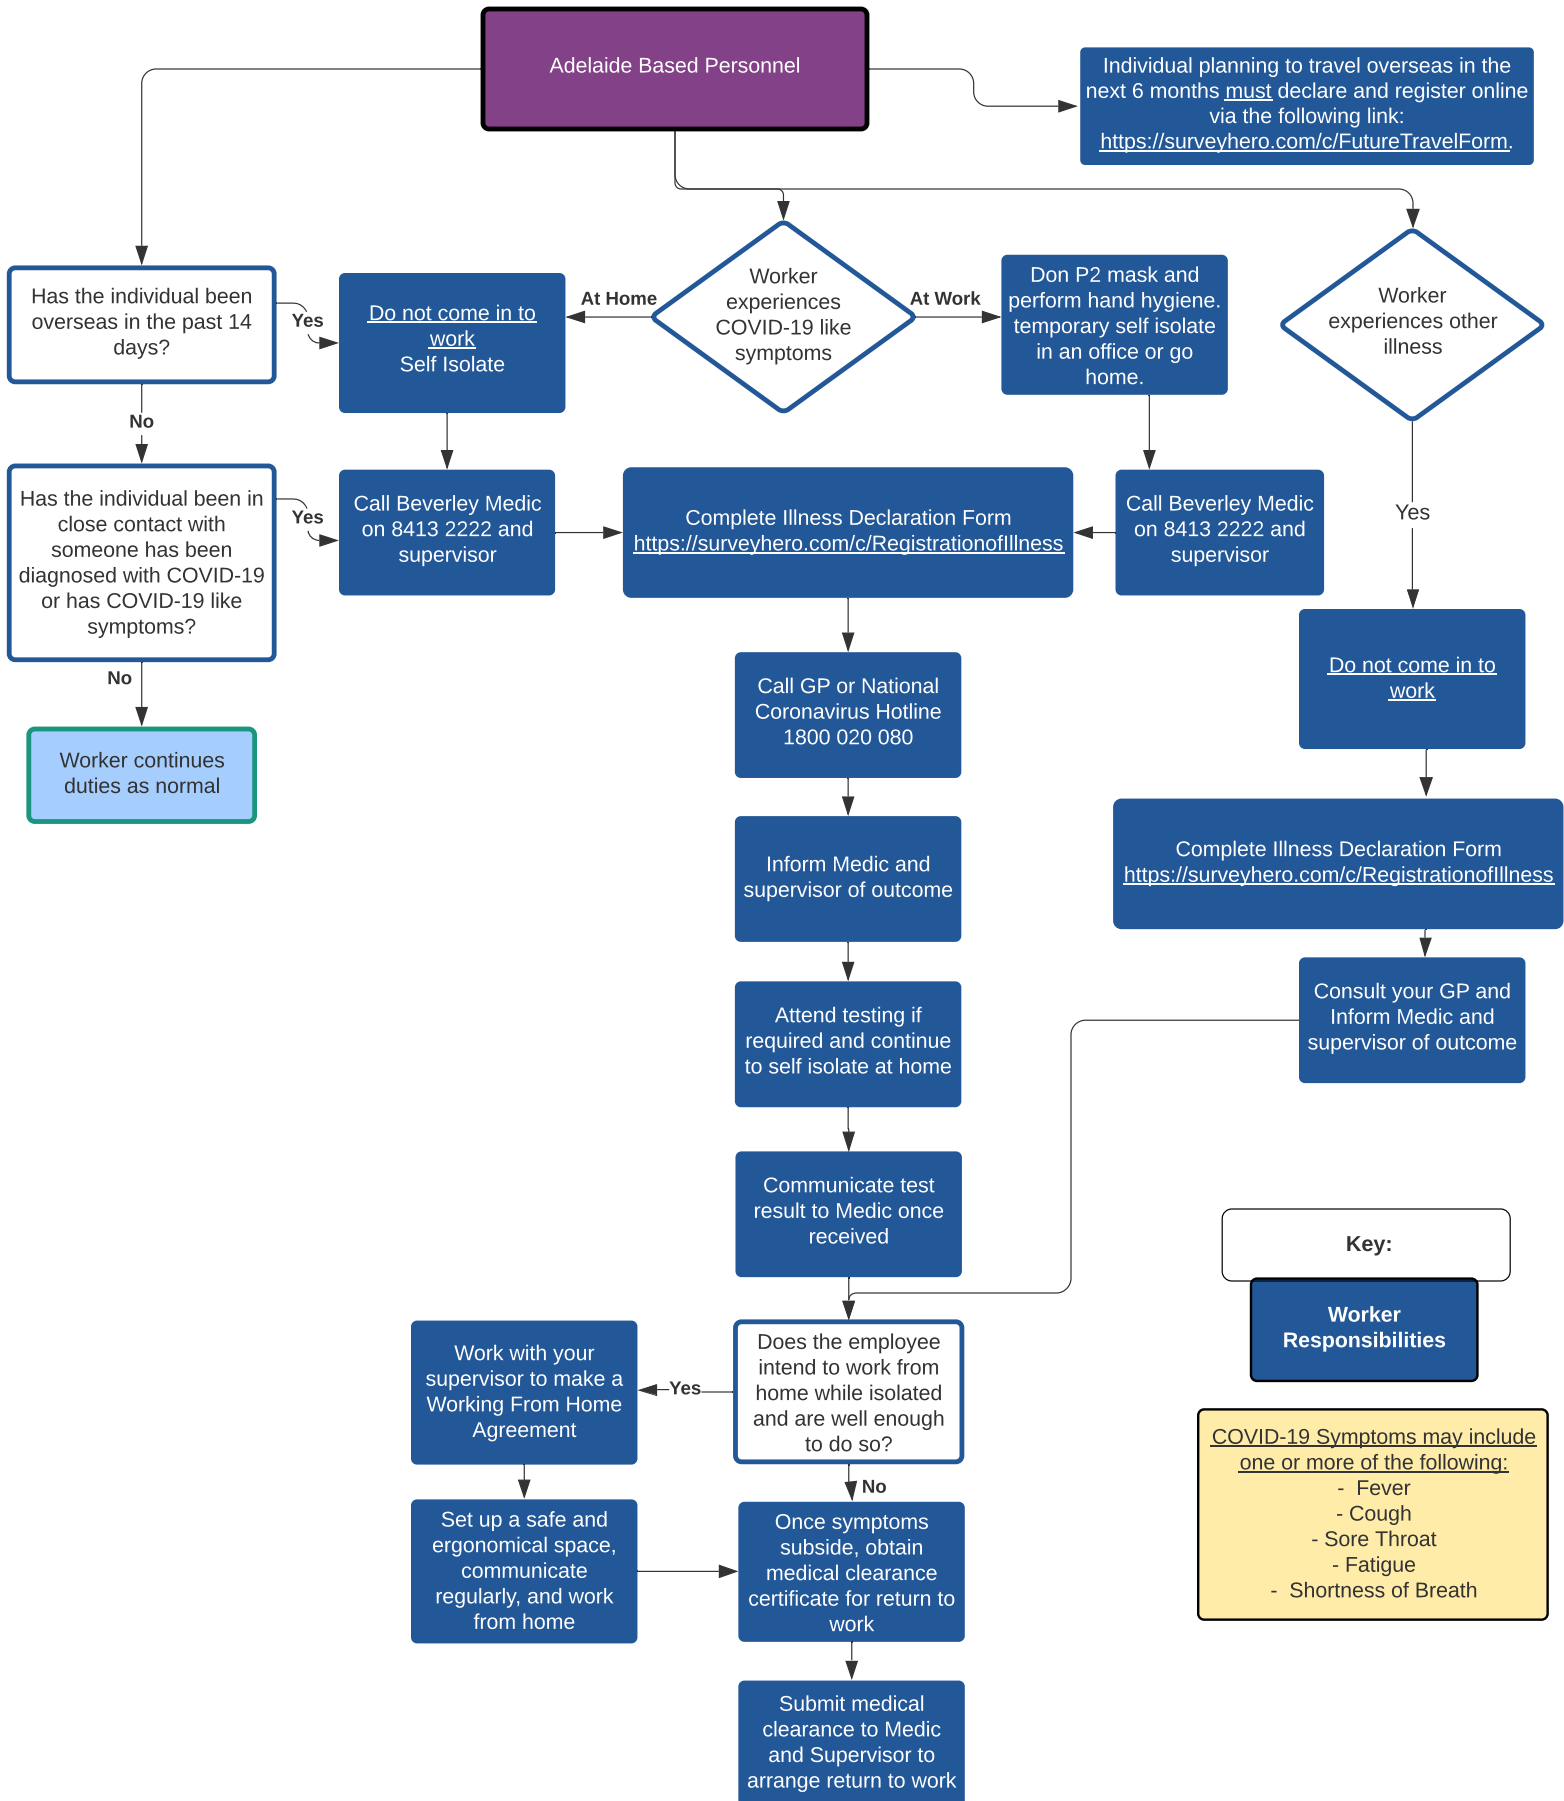 Adelaide Based Personnel
Individual planning to travel overseas in the
next 6 months must declare and register online
via the following link:
https://surveyhero.com/c/FutureTravelForm.
Has the individual been
overseas in the past 14
days?
Yes
No
Do not come in to
work
Self Isolate
At Home
Worker
experiences
COVID-19 like
symptoms
At Work
Don P2 mask and
perform hand hygiene.
temporary self isolate
in an office or go
home.
Worker
experiences other
illness
Has the individual been in
close contact with
someone has been
diagnosed with COVID-19
or has COVID-19 like
symptoms?
Yes
No
Call Beverley Medic
on 8413 2222 and
supervisor
Complete Illness Declaration Form
https://surveyhero.com/c/RegistrationofIllness
Call Beverley Medic
on 8413 2222 and
supervisor
Yes
Worker continues
duties as normal
Call GP or National
Coronavirus Hotline
1800 020 080
Do not come in to
work
Inform Medic and
supervisor of outcome
Complete Illness Declaration Form
https://surveyhero.com/c/RegistrationofIllness
Attend testing if
required and continue
to self isolate at home
Consult your GP and
Inform Medic and
supervisor of outcome
Communicate test
result to Medic once
received
Key:
Worker
Responsibilities
Work with your
supervisor to make a
Working From Home
Agreement
Yes
Does the employee
intend to work from
home while isolated
and are well enough
to do so?
No
COVID-19 Symptoms may include
one or more of the following:
- Fever
- Cough
- Sore Throat
- Fatigue
- Shortness of Breath
Set up a safe and
ergonomical space,
communicate
regularly, and work
from home
Once symptoms
subside, obtain
medical clearance
certificate for return to
work
Submit medical
clearance to Medic
and Supervisor to
arrange return to work